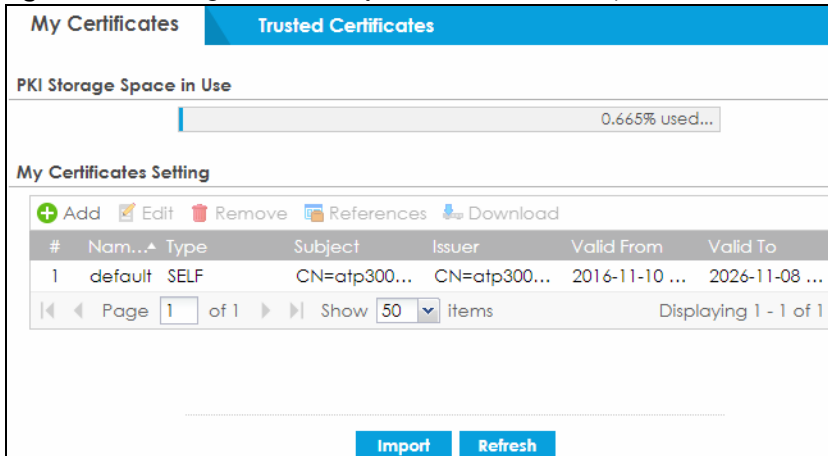 My Certificates Trusted Certificates
PKI Storage Space in Use
0.665% used...
My Certificates Setting
Add Edit Remove References Download
# Nam... Type Subject Issuer Valid From Valid To
1 default SELF CN=atp300... CN=atp300... 2016-11-10 ... 2026-11-08 ...
Page 1 of 1 Show 50 items Displaying 1 - 1 of 1
Import Refresh